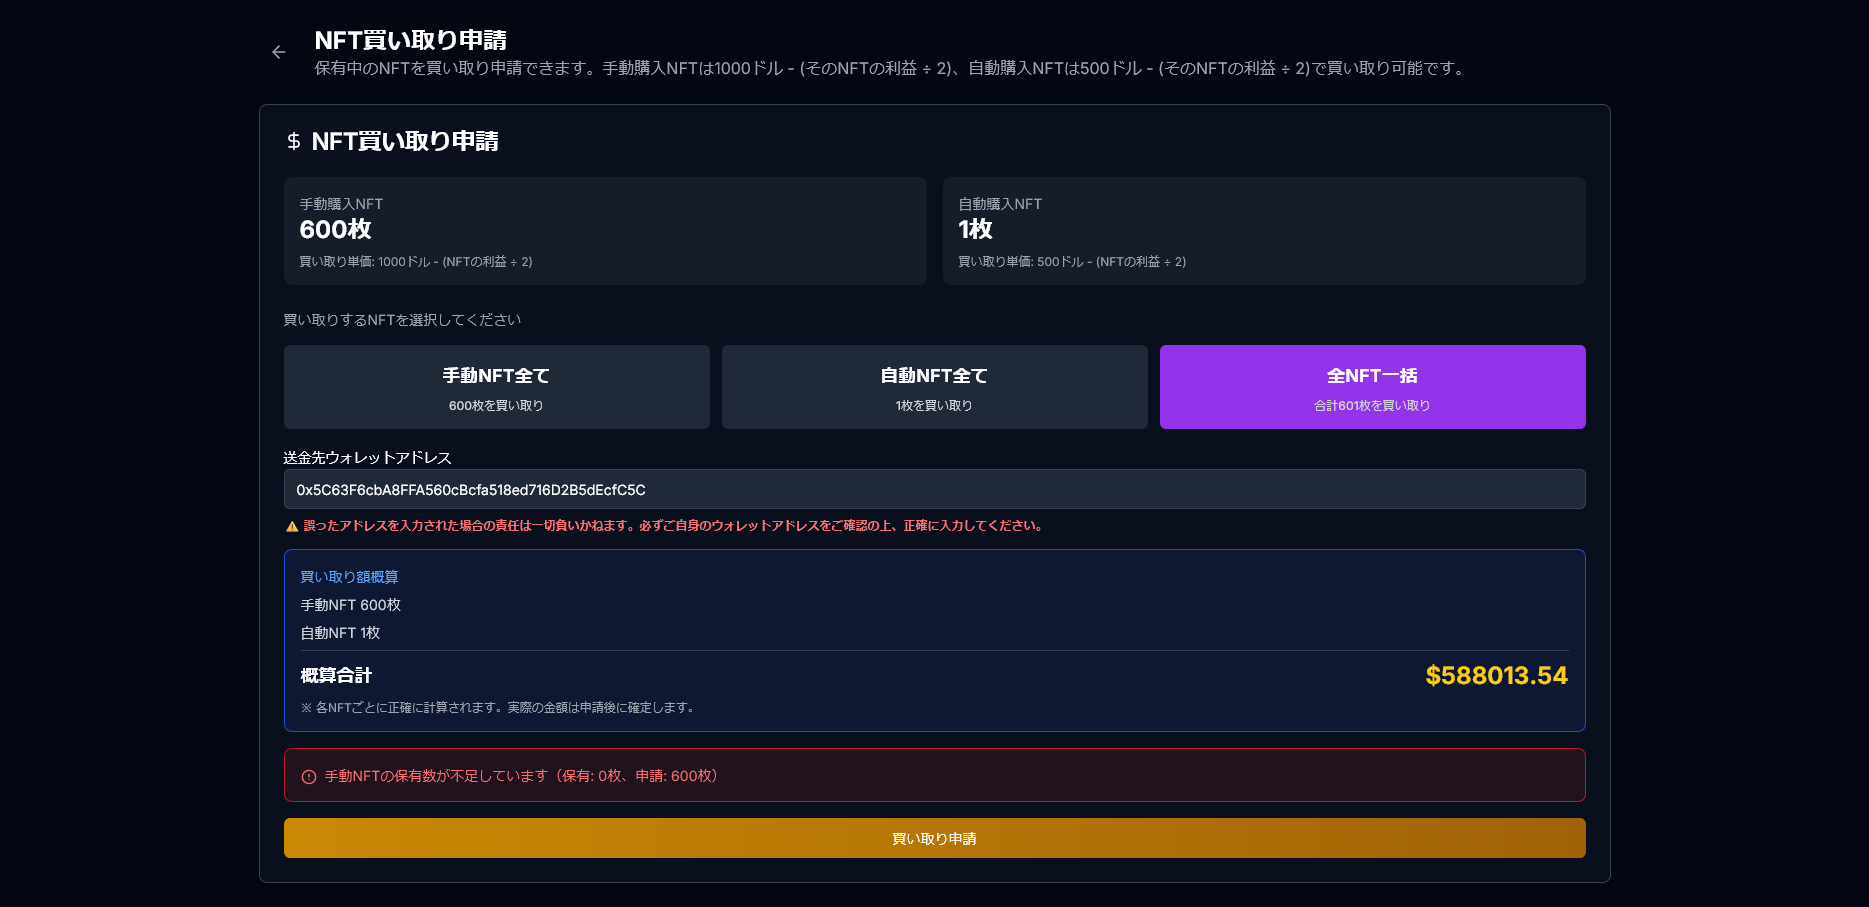 NFT買い取り申請
保有中のNFTを買い取り申請できます。手動購入NFTは1000ドル - (そのNFTの利益 ÷ 2)、自動購入NFTは500ドル - (そのNFTの利益 ÷ 2)で買い取り可能です。
$ NFT買い取り申請
手動購入NFT
600枚
買い取り単価: 1000ドル - (NFTの利益 ÷ 2)
自動購入NFT
1枚
買い取り単価: 500ドル - (NFTの利益 ÷ 2)
買い取りするNFTを選択してください
手動NFT全て
600枚を買い取り
自動NFT全て
1枚を買い取り
全NFT一括
合計601枚を買い取り
送金先ウォレットアドレス
0x5C63F6cbA8FFA560cBcfa518ed716D2B5dEcfC5C
⚠ 誤ったアドレスを入力された場合の責任は一切負いかねます。必ずご自身のウォレットアドレスをご確認の上、正確に入力してください。
買い取り額概算
手動NFT 600枚
自動NFT 1枚
概算合計 $588013.54
※ 各NFTごとに正確に計算されます。実際の金額は申請後に確定します。
手動NFTの保有数が不足しています（保有: 0枚、申請: 600枚）
買い取り申請